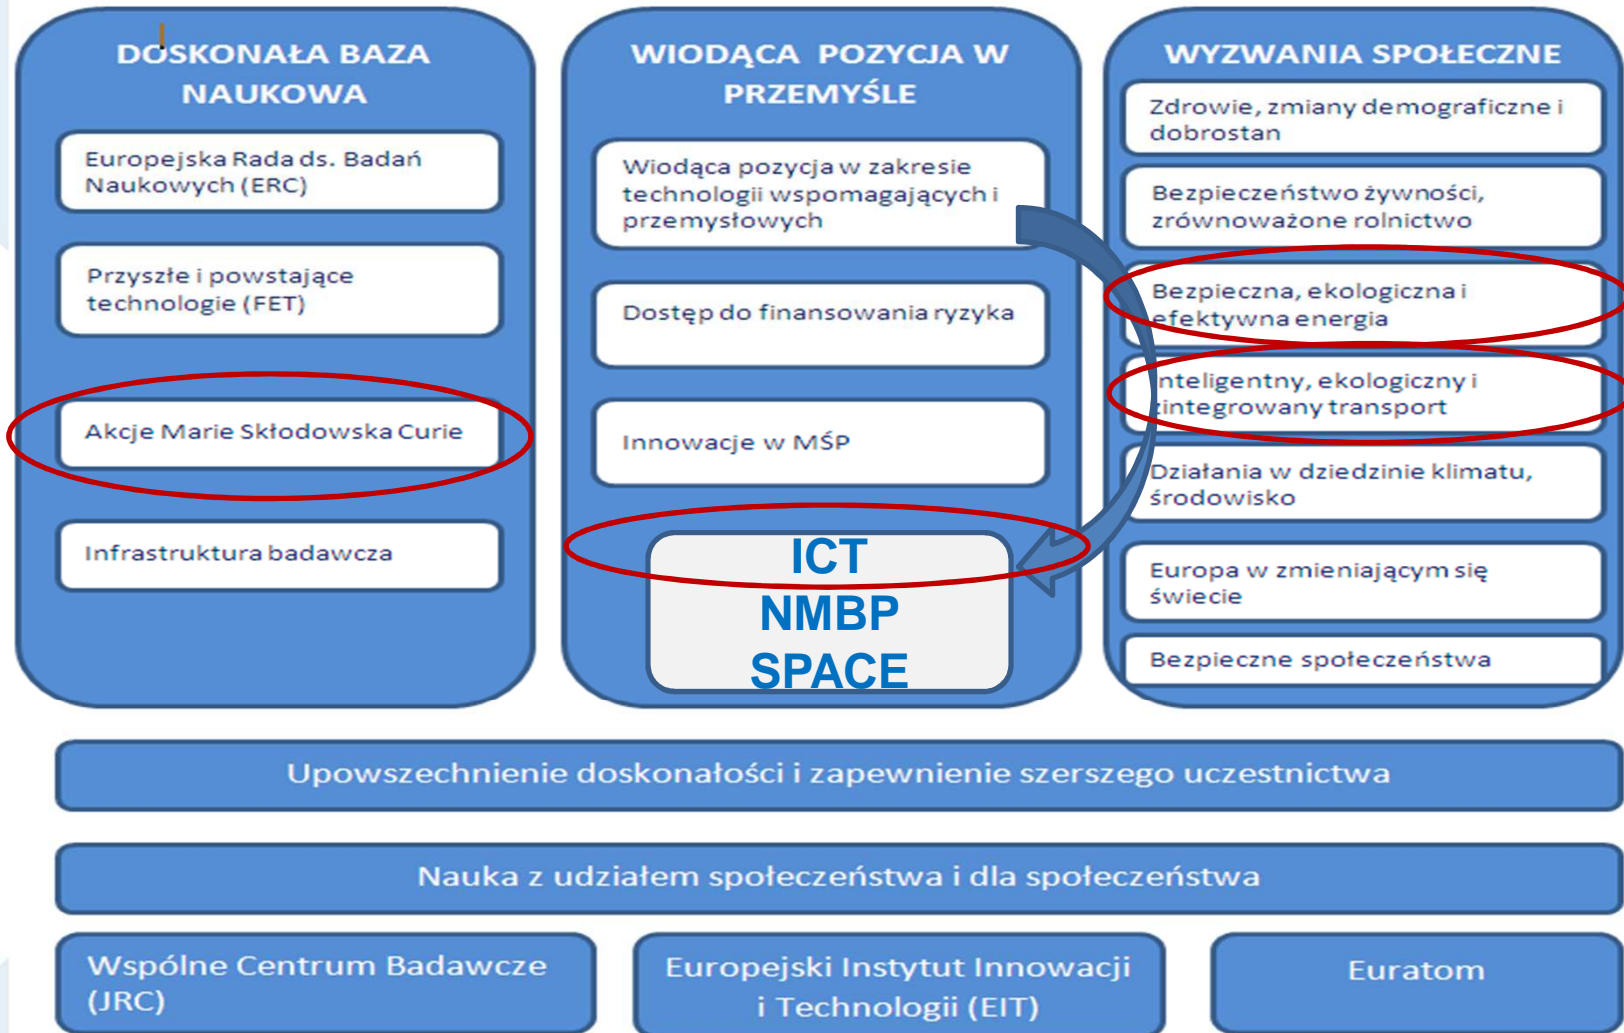 DOSKONAŁA BAZA
NAUKOWA
Europejska Rada ds. Badań
Naukowych (ERC)
Przyszłe i powstające
technologie (FET)
Akcje Marie Skłodowska Curie
Infrastruktura badawcza
WIODĄCA POZYCJA W
PRZEMYŚLE
Wiodąca pozycja w zakresie
technologii wspomagających i
przemysłowych
Dostęp do finansowania ryzyka
Innowacje w MŚP
ICT
NMBP
SPACE
WYZWANIA SPOŁECZNE
Zdrowie, zmiany demograficzne i
dobrostan
Bezpieczeństwo żywności,
zrównoważone rolnictwo
Bezpieczna, ekologiczna i
efektywna energia
Inteligentny, ekologiczny i
zintegrowany transport
Działania w dziedzinie klimatu,
środowisko
Europa w zmieniającym się
świecie
Bezpieczne społeczeństwa
Upowszechnienie doskonałości i zapewnienie szerszego uczestnictwa
Nauka z udziałem społeczeństwa i dla społeczeństwa
Wspólne Centrum Badawcze
(JRC)
Europejski Instytut Innowacji
i Technologii (EIT)
Euratom